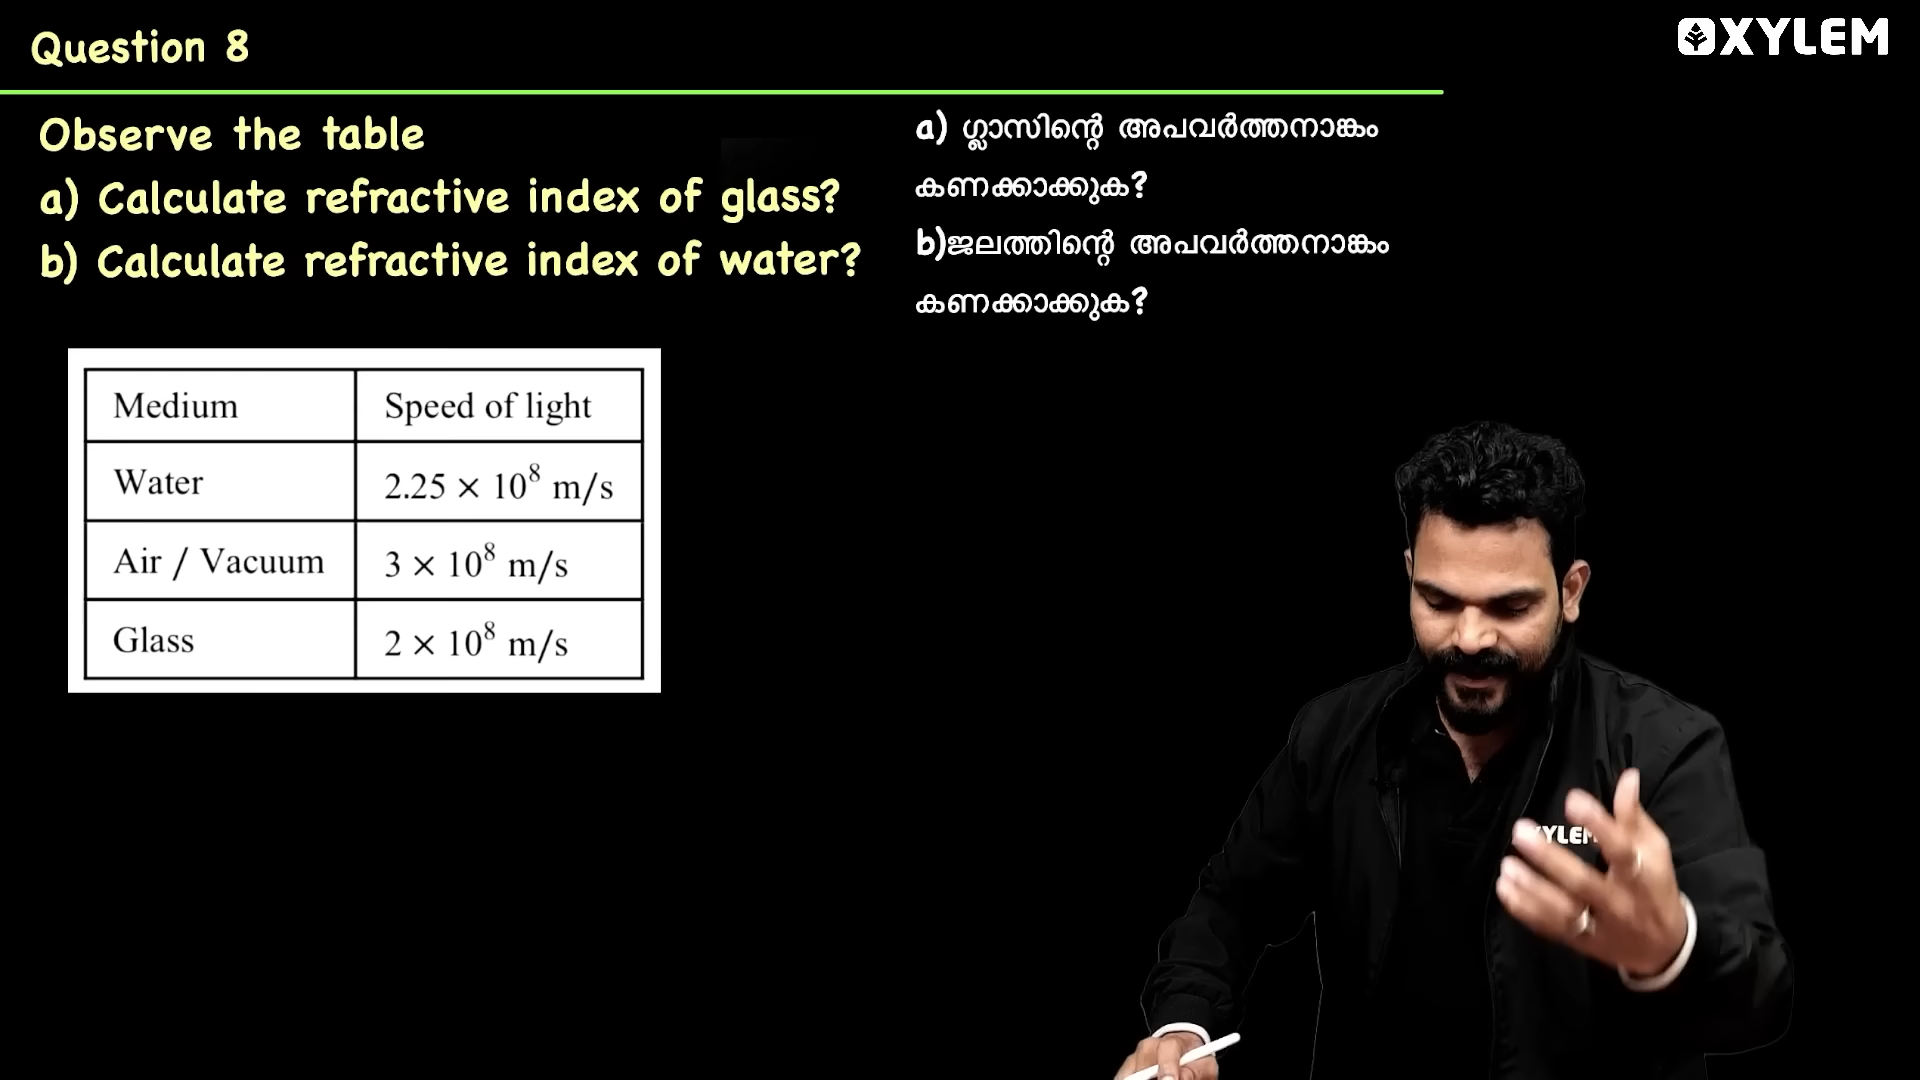 Question 8
XYLEM
Observe the table
a) Calculate refractive index of glass?
b) Calculate refractive index of water?
a) ഗ്ലാസിന്റെ അപവർത്തനാങ്കം
കണക്കാക്കുക?
b)ജലത്തിന്റെ അപവർത്തനാങ്കം
കണക്കാക്കുക?
Medium Speed of light
Water 2.25 × 10⁸ m/s
Air / Vacuum 3 × 10⁸ m/s
Glass 2 × 10⁸ m/s
XYLEM